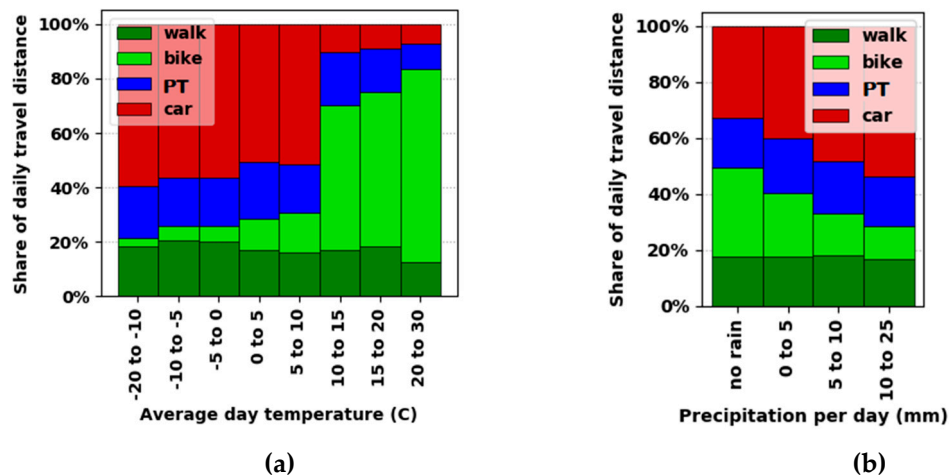 100%
80%
60%
40%
20%
0%
Share of daily travel distance
walk
bike
PT
car
-20 to -10
-10 to -5
-5 to 0
0 to 5
5 to 10
10 to 15
15 to 20
20 to 30
Average day temperature (C)
(a)
100%
80%
60%
40%
20%
0%
Share of daily travel distance
walk
bike
PT
car
no rain
0 to 5
5 to 10
10 to 25
Precipitation per day (mm)
(b)